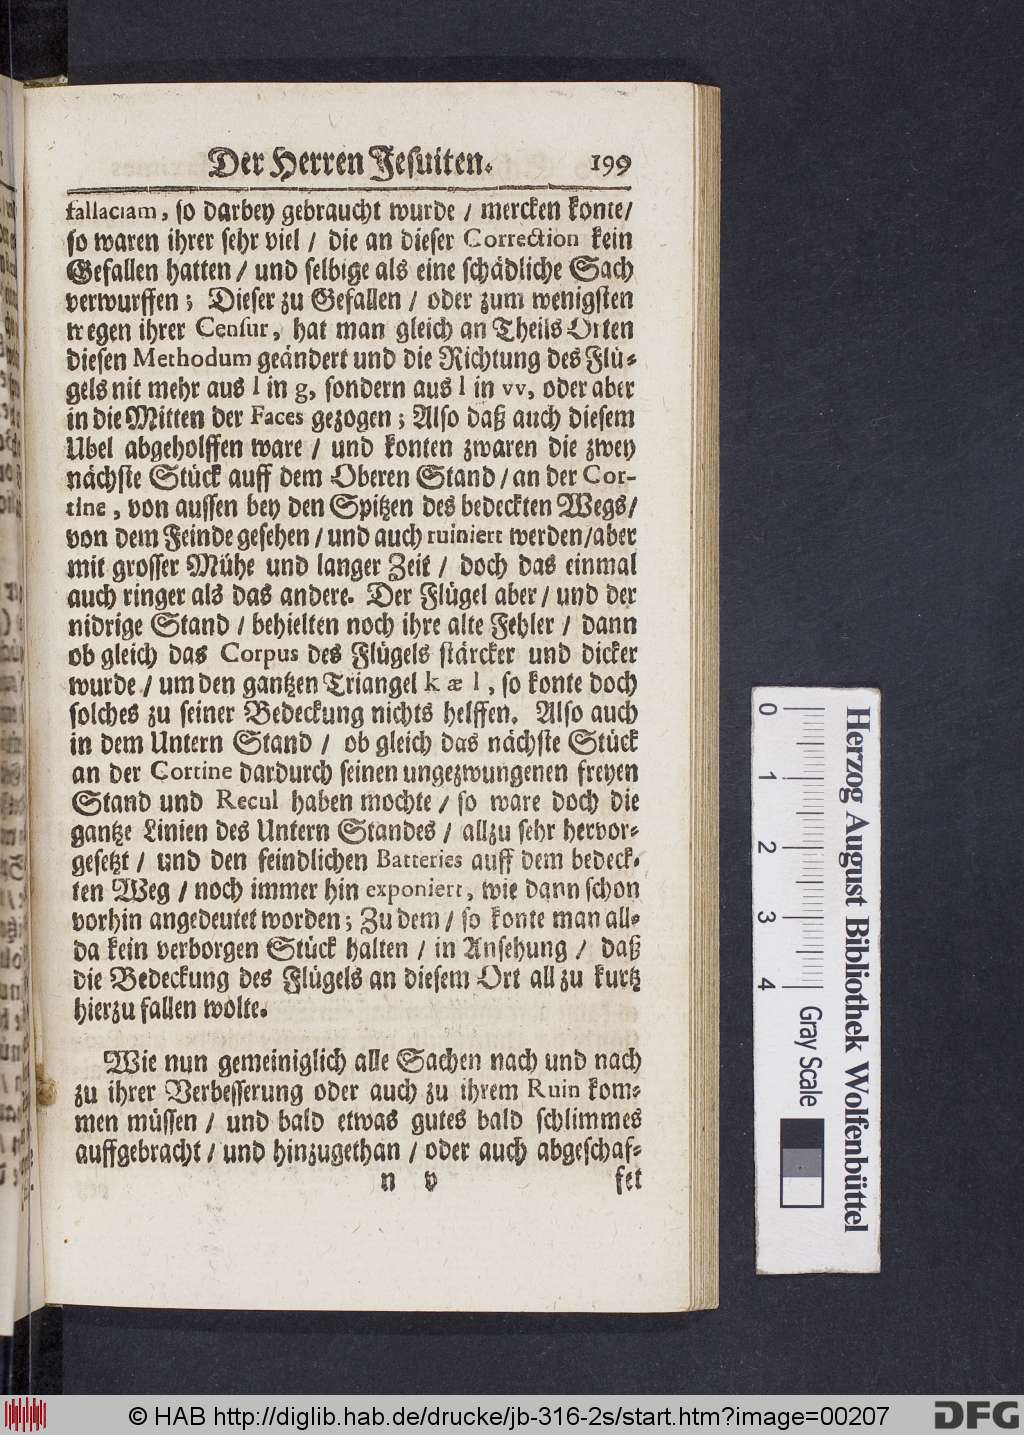 Der Herren Jesuiten. 199
fallaciam, so darbey gebraucht wurde / mercken konte/
so waren ihrer sehr viel / die an dieser Correction kein
Gefallen hatten / und selbige als eine schädliche Sach
verwurffen; Dieser zu Gefallen / oder zum wenigsten
wegen ihrer Censur, hat man gleich an Theils Orten
diesen Methodum geändert und die Richtung des Flü-
gels nit mehr aus l in g, sondern aus l in vv, oder aber
in die Mitten der Faces gezogen; Also daß auch diesem
Ubel abgeholffen ware / und konten zwaren die zwey
nächste Stück auff dem Oberen Stand / an der Cor-
tine, von aussen bey den Spitzen des bedeckten Wegs/
von dem Feinde gesehen / und auch ruiniert werden/aber
mit grosser Mühe und langer Zeit / doch das einmal
auch ringer als das andere. Der Flügel aber / und der
nidrige Stand / behielten noch ihre alte Fehler / dann
ob gleich das Corpus des Flügels stärcker und dicker
wurde / um den gantzen Triangel k æ l, so konte doch
solches zu seiner Bedeckung nichts helffen. Also auch
in dem Untern Stand / ob gleich das nächste Stück
an der Cortine dardurch seinen ungezwungenen freyen
Stand und Recul haben mochte / so ware doch die
gantze Linien des Untern Standes / allzu sehr hervor-
gesetzt / und den feindlichen Batteries auff dem bedeck-
ten Weg / noch immer hin exponiert, wie dann schon
vorhin angedeutet worden; Zu dem / so konte man all-
da kein verborgen Stück halten / in Ansehung / daß
die Bedeckung des Flügels an diesem Ort all zu kurtz
hierzu fallen wolte.
Wie nun gemeiniglich alle Sachen nach und nach
zu ihrer Verbesserung oder auch zu ihrem Ruin kom-
men müssen / und bald etwas gutes bald schlimmes
auffgebracht / und hinzugethan / oder auch abgeschaf-
n v fet
0 1 2 3 4 Gray Scale
Herzog August Bibliothek Wolfenbüttel
© HAB http://diglib.hab.de/drucke/jb-316-2s/start.htm?image=00207
DFG